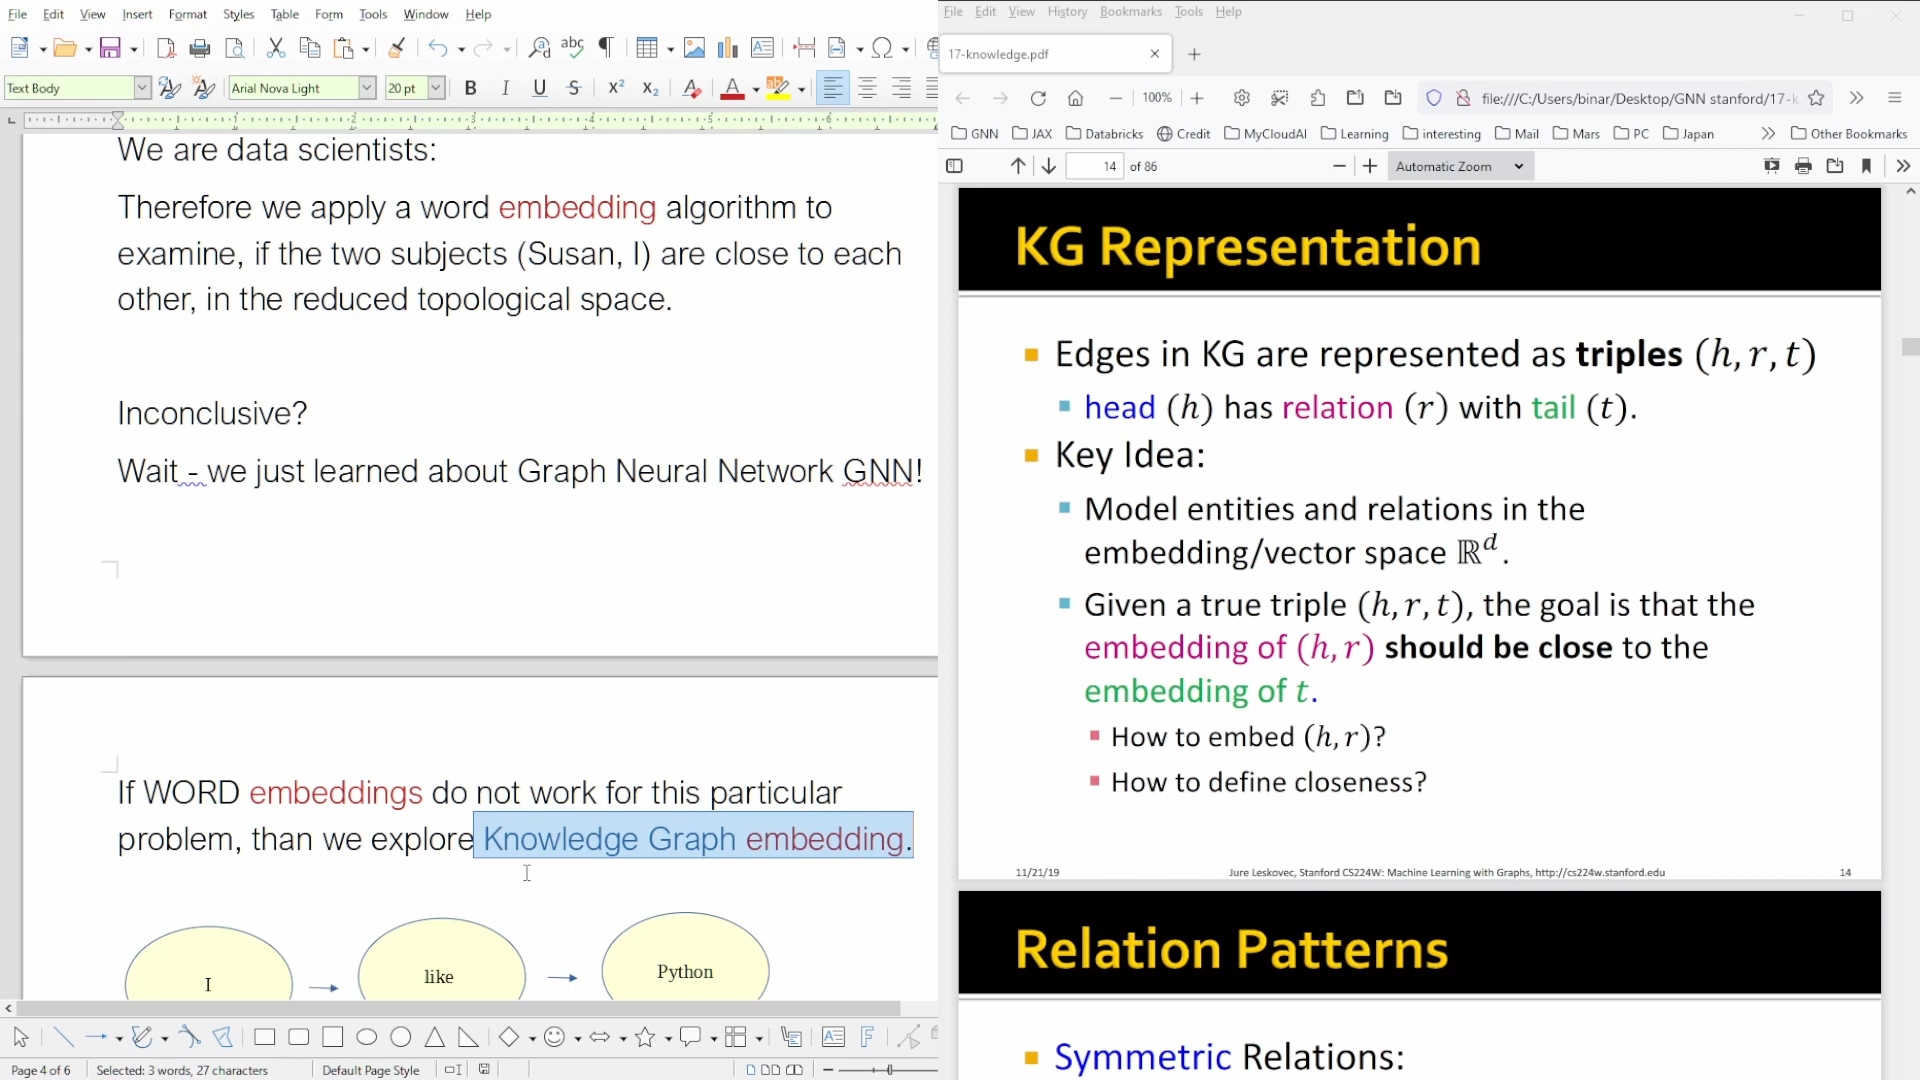 File Edit View Insert Format Styles Table Form Tools Window Help
Text Body
Arial Nova Light
20 pt
We are data scientists:
Therefore we apply a word embedding algorithm to
examine, if the two subjects (Susan, I) are close to each
other, in the reduced topological space.
Inconclusive?
Wait - we just learned about Graph Neural Network GNN!
If WORD embeddings do not work for this particular
problem, than we explore Knowledge Graph embedding.
I
like
Python
Page 4 of 6
Selected: 3 words, 27 characters
Default Page Style
File Edit View History Bookmarks Tools Help
17-knowledge.pdf
100%
file:///C:/Users/binar/Desktop/GNN stanford/17-k
GNN JAX Databricks Credit MyCloudAI Learning interesting Mail Mars PC Japan Other Bookmarks
14 of 86
Automatic Zoom
KG Representation
Edges in KG are represented as triples (h, r, t)
head (h) has relation (r) with tail (t).
Key Idea:
Model entities and relations in the
embedding/vector space ℝᵈ.
Given a true triple (h, r, t), the goal is that the
embedding of (h, r) should be close to the
embedding of t.
How to embed (h, r)?
How to define closeness?
11/21/19
Jure Leskovec, Stanford CS224W: Machine Learning with Graphs, http://cs224w.stanford.edu
14
Relation Patterns
Symmetric Relations: